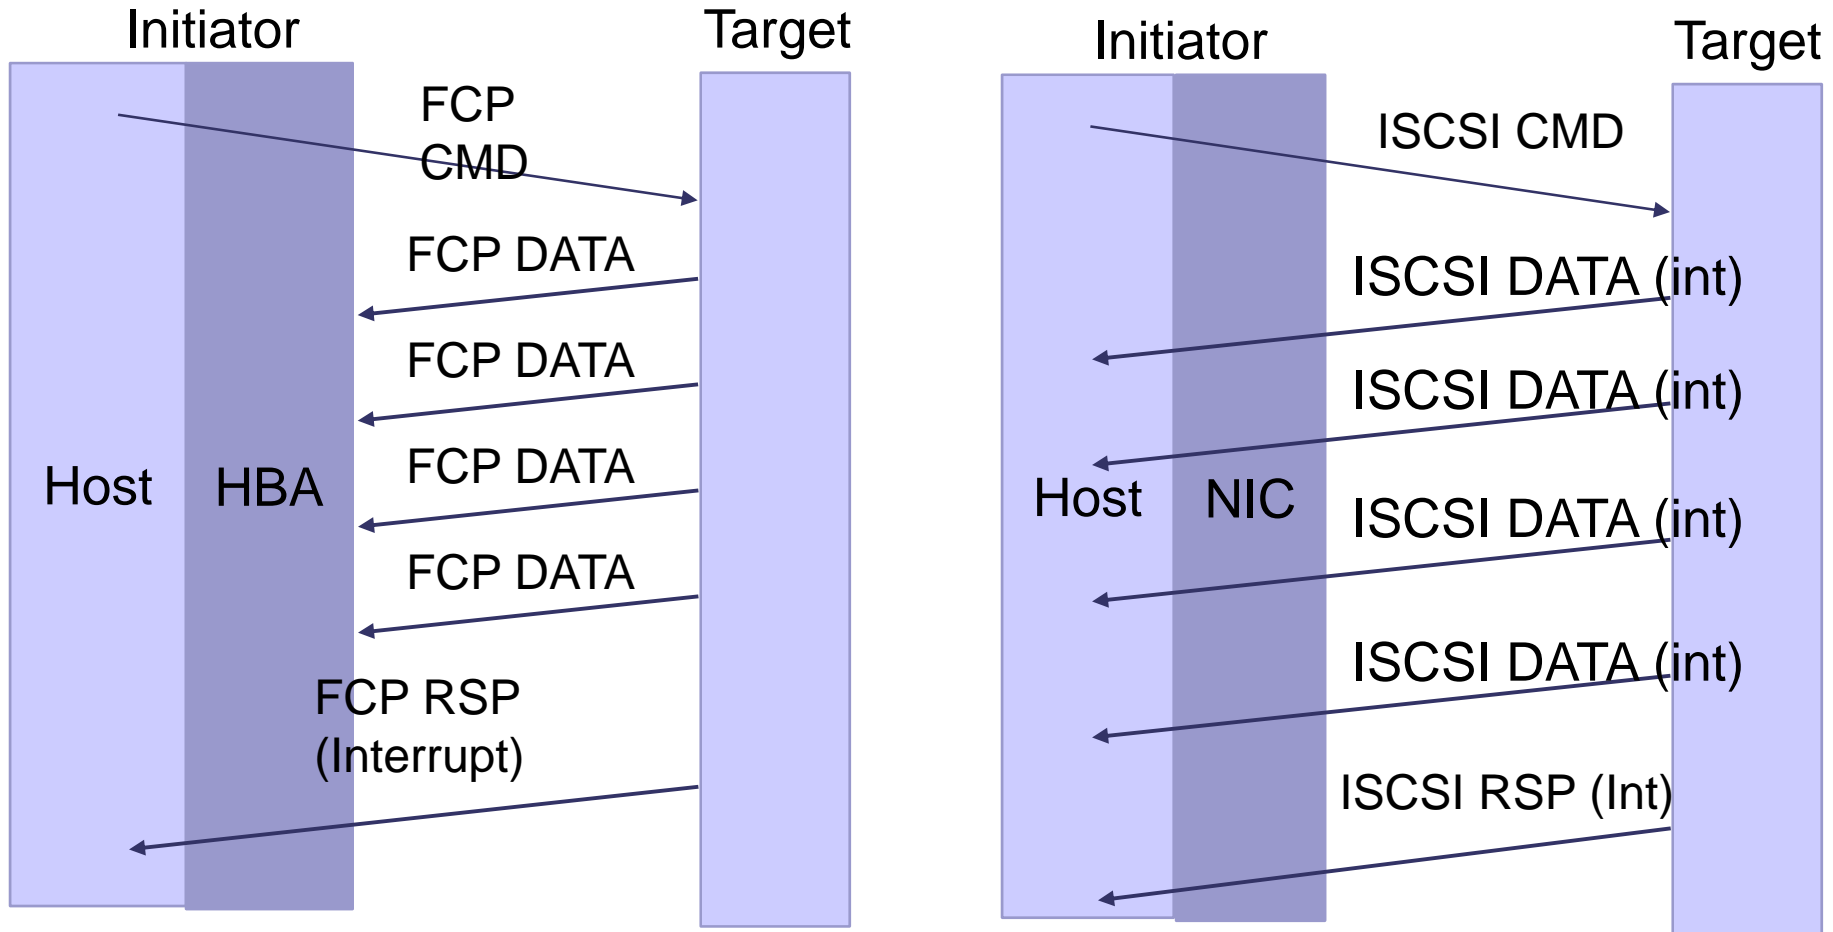 Initiator
Target
FCP
CMD
FCP DATA
FCP DATA
FCP DATA
FCP DATA
Host
HBA
FCP RSP
(Interrupt)
Initiator
Target
ISCSI CMD
ISCSI DATA (int)
ISCSI DATA (int)
Host
NIC
ISCSI DATA (int)
ISCSI DATA (int)
ISCSI RSP (Int)